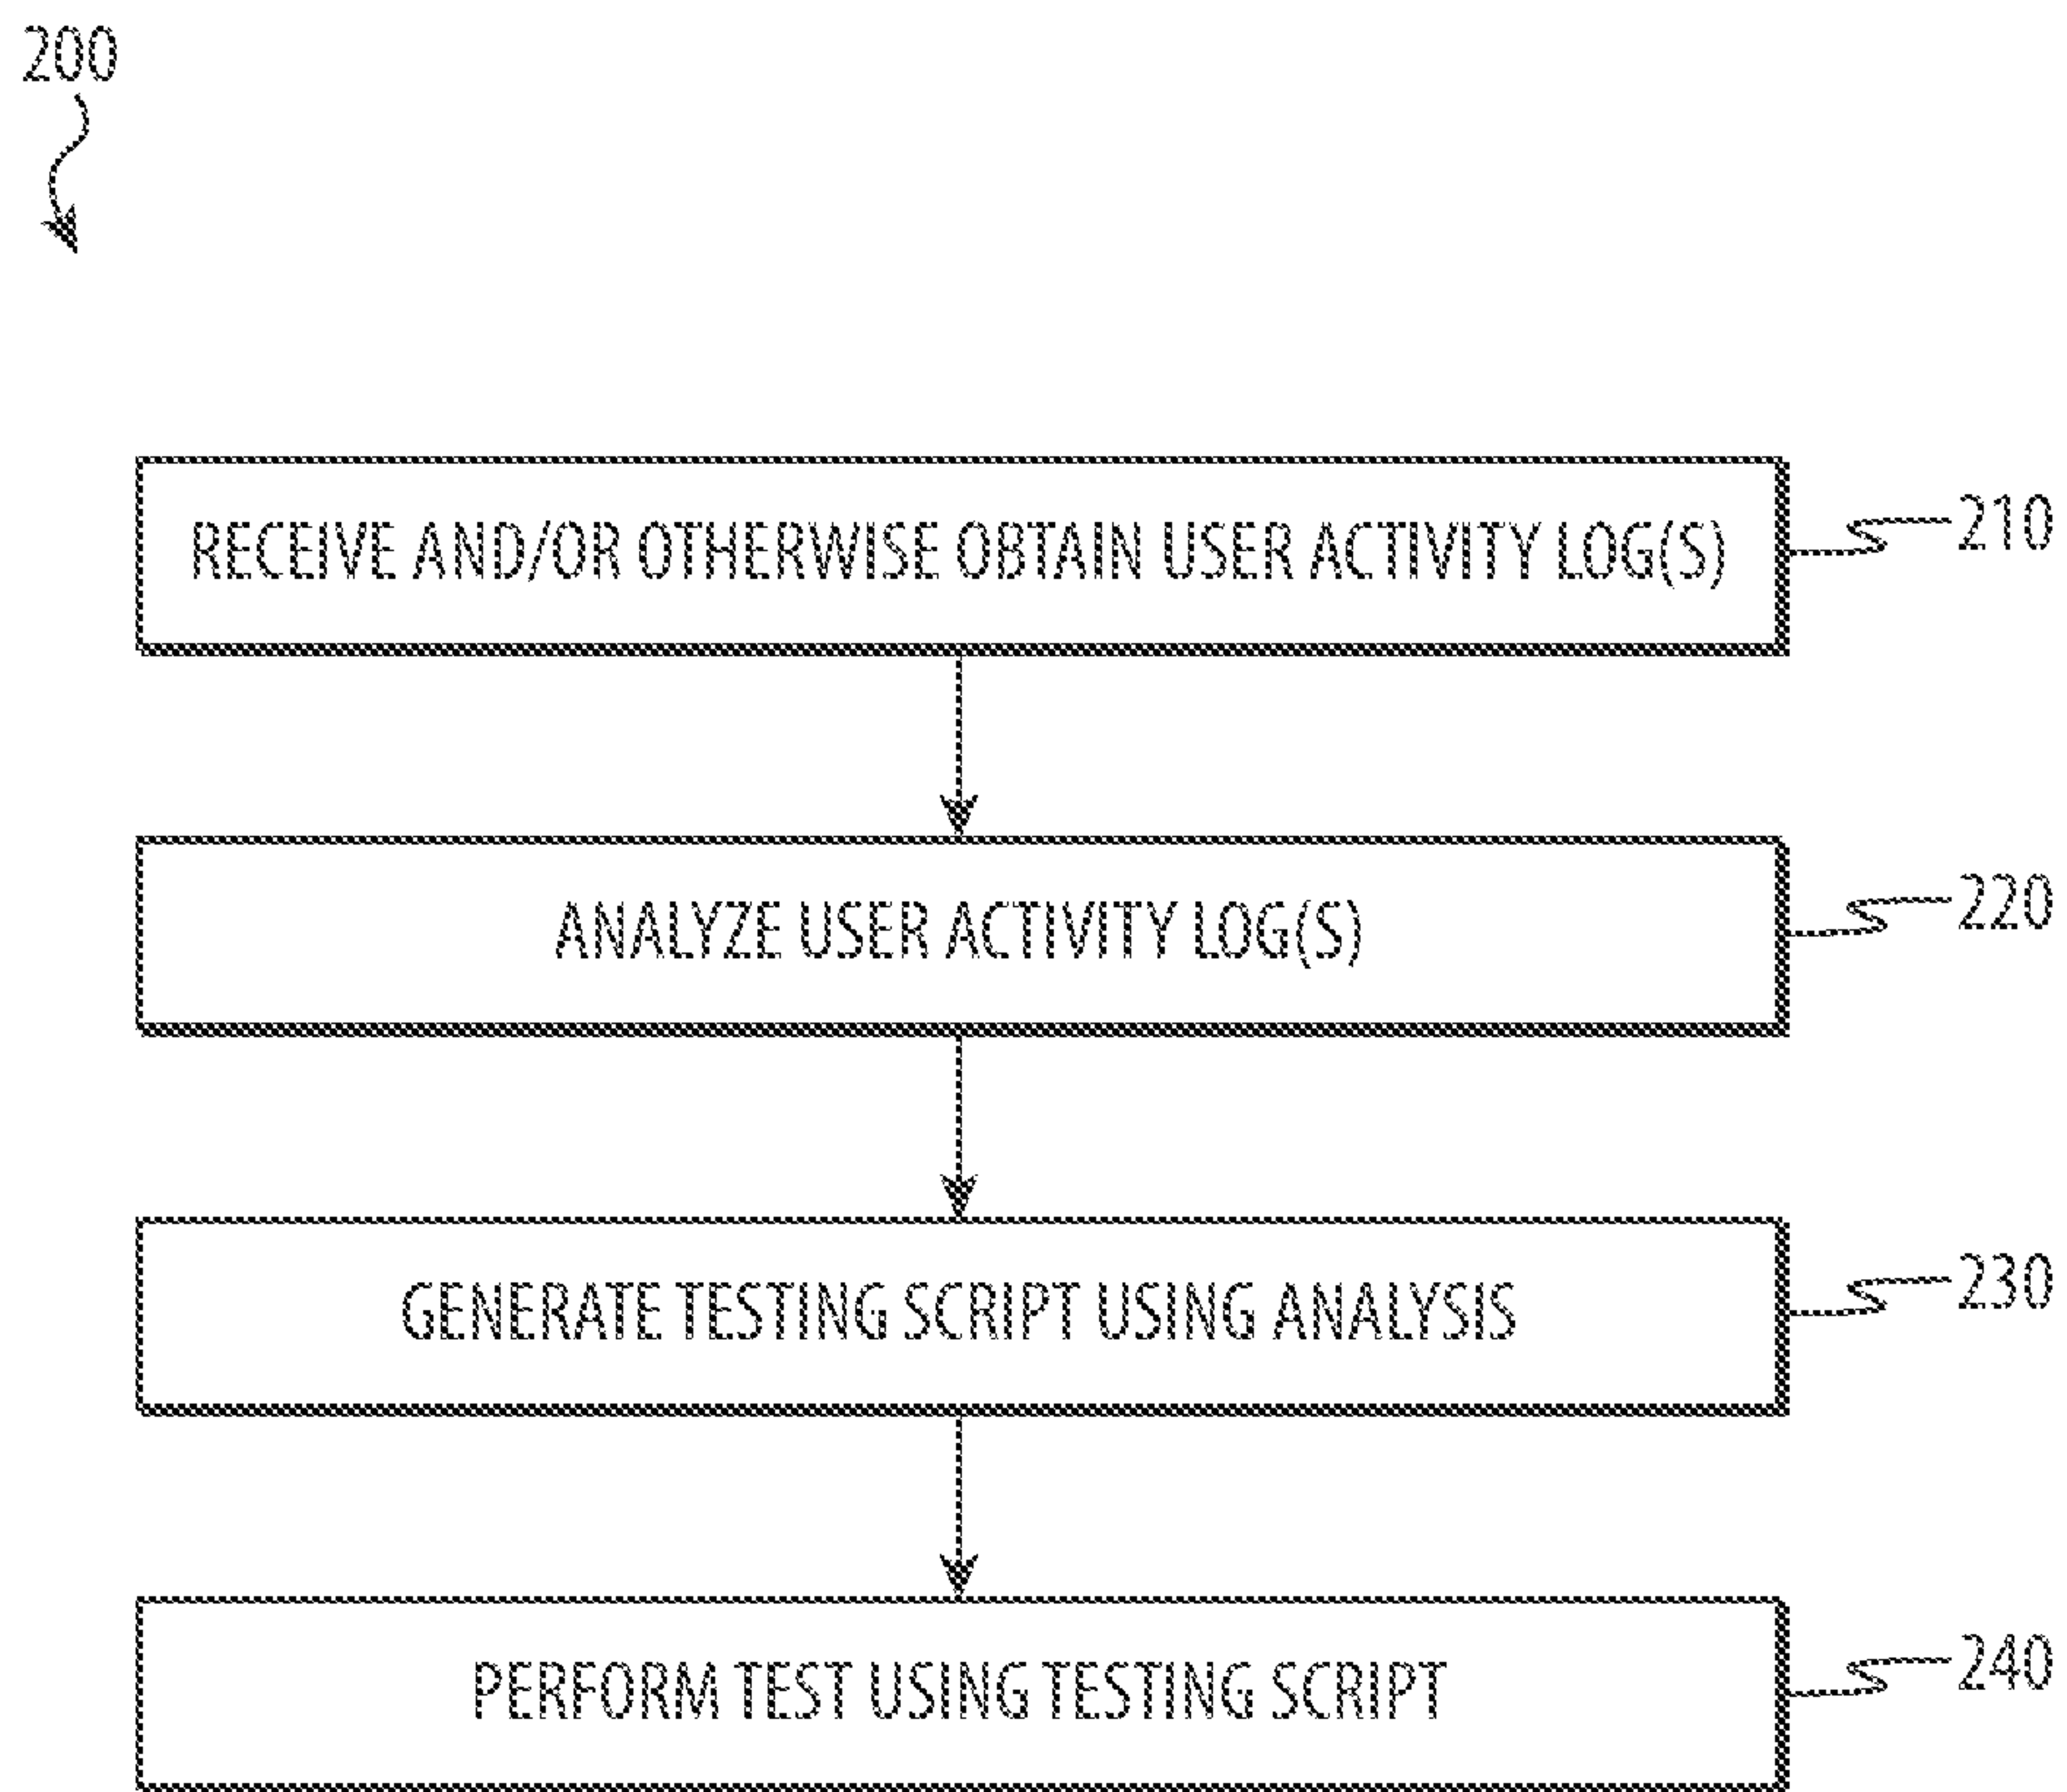 200
RECEIVE AND/OR OTHERWISE OBTAIN USER ACTIVITY LOG(S)
210
ANALYZE USER ACTIVITY LOG(S)
220
GENERATE TESTING SCRIPT USING ANALYSIS
230
PERFORM TEST USING TESTING SCRIPT
240